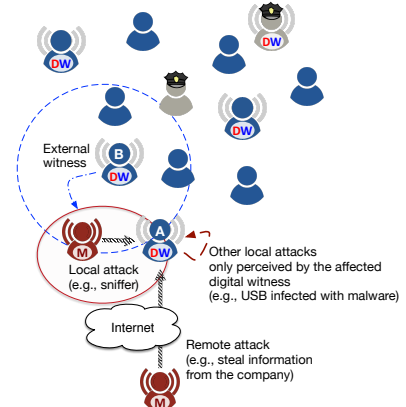 DW
DW
DW
External
witness
B
DW
A
DW
M
Local attack
(e.g., sniffer)
Other local attacks
only perceived by the affected
digital witness
(e.g., USB infected with malware)
Internet
Remote attack
(e.g., steal information
from the company)
M